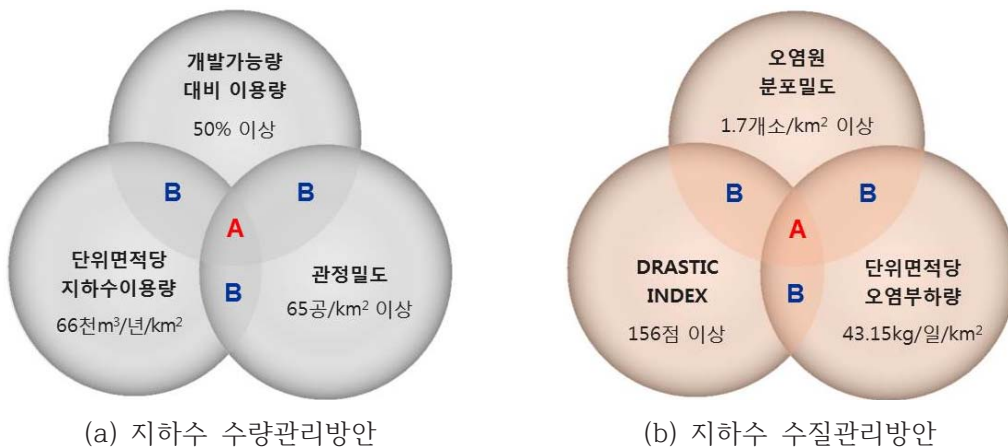 개발가능량
대비 이용량
50% 이상
B
B
A
단위면적당
지하수이용량
66천m³/년/km²
B
관정밀도
65공/km² 이상
(a) 지하수 수량관리방안
오염원
분포밀도
1.7개소/km² 이상
B
B
A
DRASTIC
INDEX
156점 이상
B
단위면적당
오염부하량
43.15kg/일/km²
(b) 지하수 수질관리방안